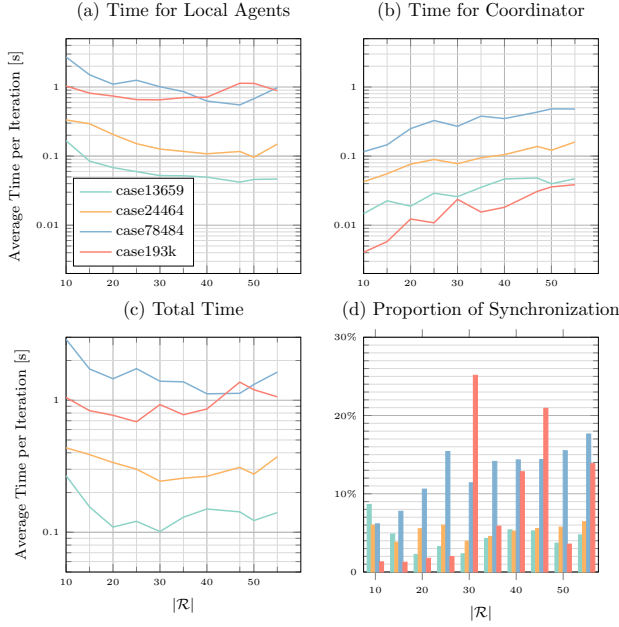 (a) Time for Local Agents
(b) Time for Coordinator
Average Time per Iteration [s]
1
0.1
0.01
case13659
case24464
case78484
case193k
10 20 30 40 50
1
0.1
0.01
10 20 30 40 50
(c) Total Time
(d) Proportion of Synchronization
Average Time per Iteration [s]
1
0.1
10 20 30 40 50
|ℛ|
30%
20%
10%
0
10 20 30 40 50
|ℛ|